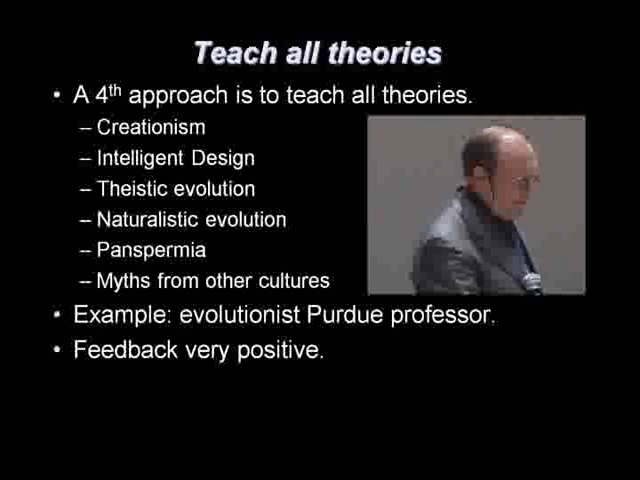 Teach all theories
• A 4th approach is to teach all theories.
– Creationism
– Intelligent Design
– Theistic evolution
– Naturalistic evolution
– Panspermia
– Myths from other cultures
• Example: evolutionist Purdue professor.
• Feedback very positive.